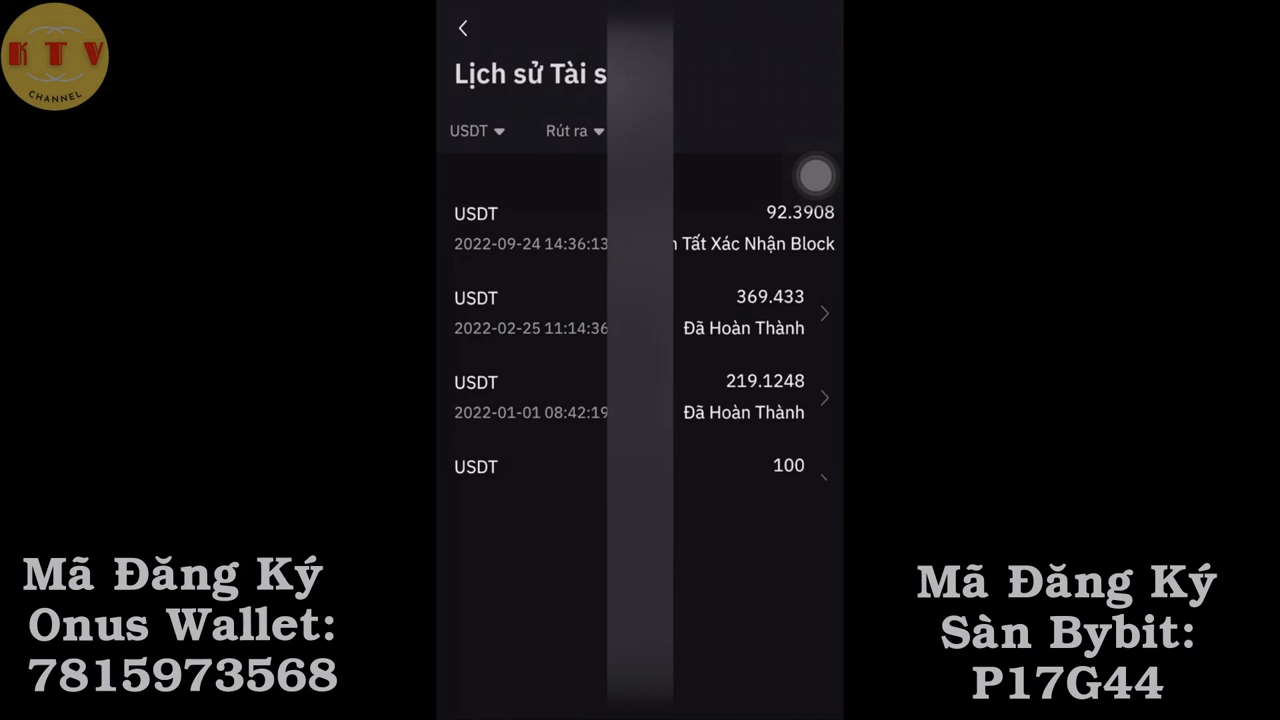 K T V
CHANNEL
Lịch sử Tài
USDT
Rút ra
USDT
92.3908
2022-09-24 14:36:13
Tất Xác Nhận Block
USDT
369.433
2022-02-25 11:14:36
Đã Hoàn Thành
USDT
219.1248
2022-01-01 08:42:19
Đã Hoàn Thành
USDT
100
Mã Đăng Ký
Onus Wallet:
7815973568
Mã Đăng Ký
Sàn Bybit:
P17G44